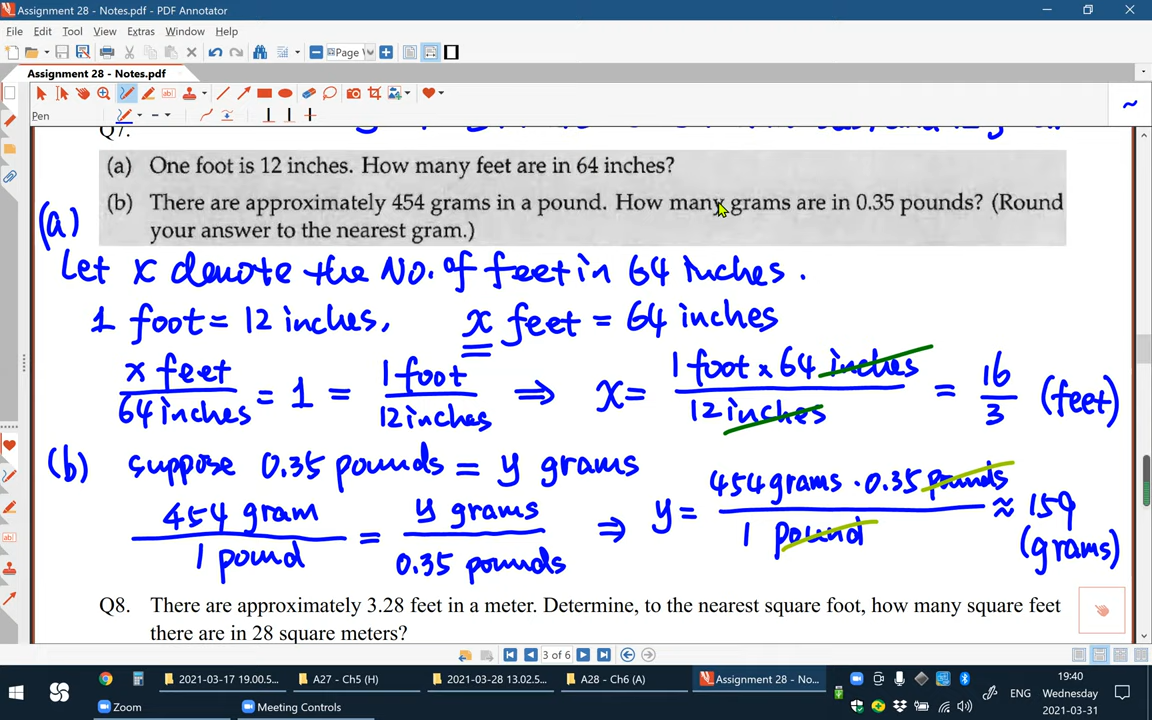 Assignment 28 - Notes.pdf - PDF Annotator
File Edit Tool View Extras Window Help
Page W
Assignment 28 - Notes.pdf
Pen
Q7.
(a) One foot is 12 inches. How many feet are in 64 inches?
(b) There are approximately 454 grams in a pound. How many grams are in 0.35 pounds? (Round
your answer to the nearest gram.)
(a)
Let x denote the No. of feet in 64 inches.
1 foot = 12 inches, x feet = 64 inches
x feet / 64 inches = 1 = 1 foot / 12 inches ⇒ x = 1 foot × 64 inches / 12 inches = 16/3 (feet)
(b) suppose 0.35 pounds = y grams
454 gram / 1 pound = y grams / 0.35 pounds ⇒ y = 454 grams · 0.35 pounds / 1 pound ≈ 159 (grams)
Q8. There are approximately 3.28 feet in a meter. Determine, to the nearest square foot, how many square feet
there are in 28 square meters?
3 of 6
2021-03-17 19.00.5... A27 - Ch5 (H) 2021-03-28 13.02.5... A28 - Ch6 (A) Assignment 28 - No...
Zoom Meeting Controls
ENG
19:40
Wednesday
2021-03-31